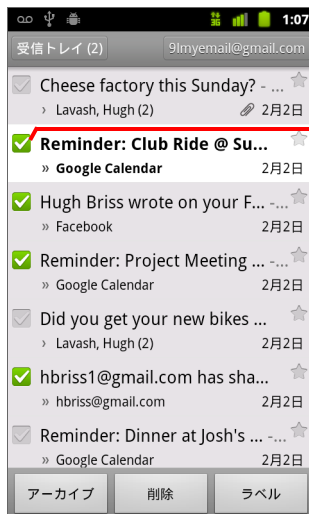 3G 1:07
受信トレイ (2) 9lmyemail@gmail.com
Cheese factory this Sunday? - ...
› Lavash, Hugh (2) 2月2日
Reminder: Club Ride @ Su...
» Google Calendar 2月2日
Hugh Briss wrote on your F... -...
» Facebook 2月2日
Reminder: Project Meeting ... -...
» Google Calendar 2月2日
Did you get your new bikes ...
› Lavash, Hugh (2) 2月2日
hbriss1@gmail.com has sha...
» hbriss@gmail.com 2月2日
Reminder: Dinner at Josh's ... -...
» Google Calendar 2月2日
アーカイブ 削除 ラベル